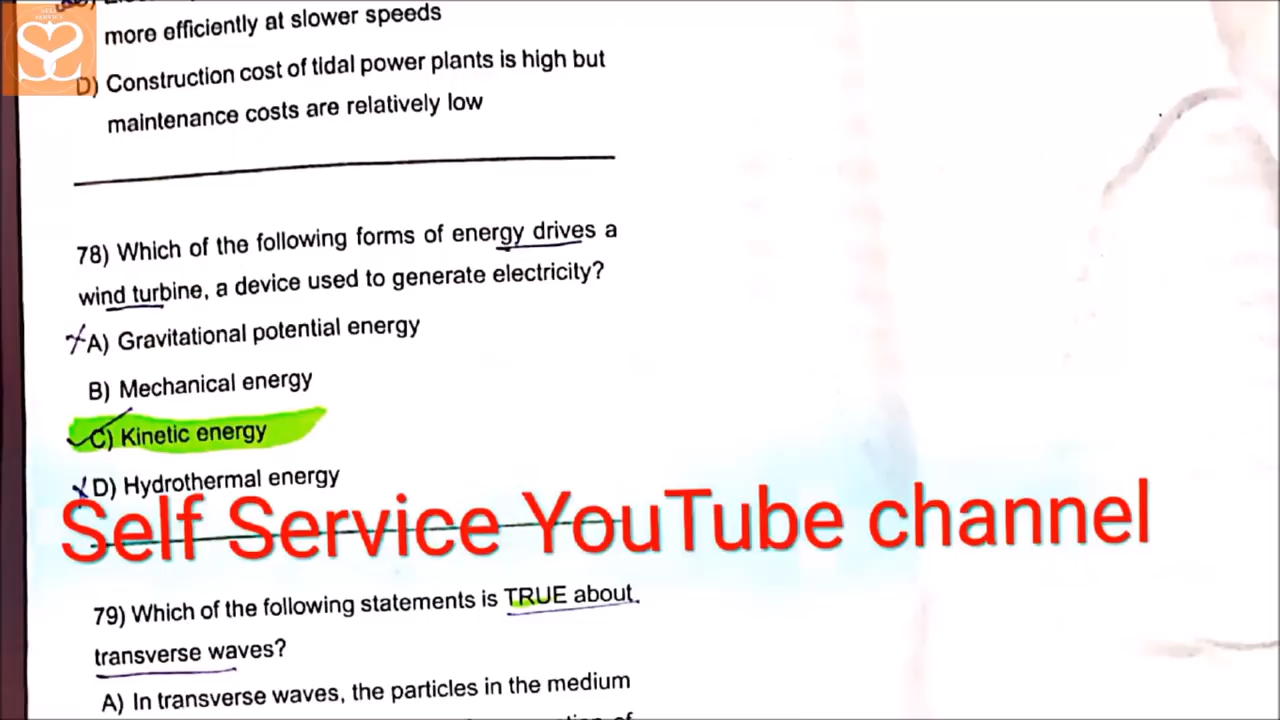 SELF
SERVICE
more efficiently at slower speeds
D) Construction cost of tidal power plants is high but
maintenance costs are relatively low
78) Which of the following forms of energy drives a
wind turbine, a device used to generate electricity?
A) Gravitational potential energy
B) Mechanical energy
C) Kinetic energy
D) Hydrothermal energy
Self Service YouTube channel
79) Which of the following statements is TRUE about
transverse waves?
A) In transverse waves, the particles in the medium
of